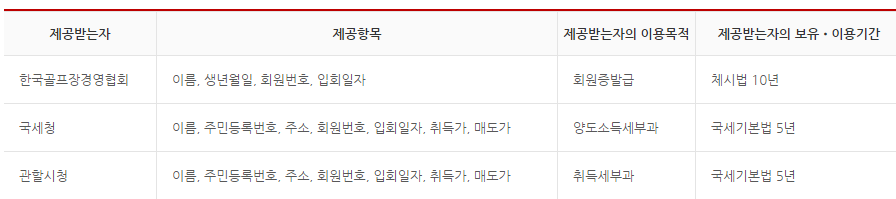 제공받는자 제공항목 제공받는자의 이용목적 제공받는자의 보유・이용기간
한국골프장경영협회 이름, 생년월일, 회원번호, 입회일자 회원증발급 체시법 10년
국세청 이름, 주민등록번호, 주소, 회원번호, 입회일자, 취득가, 매도가 양도소득세부과 국세기본법 5년
관할시청 이름, 주민등록번호, 주소, 회원번호, 입회일자, 취득가, 매도가 취득세부과 국세기본법 5년